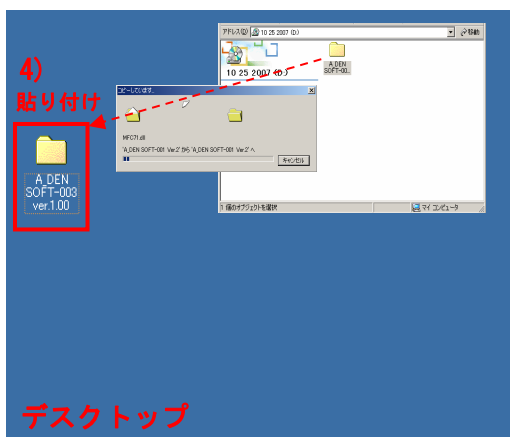 アドレス(D) 10 25 2007 (D:) 移動
10 25 2007 (D:)
A DEN
SOFT-00...
4)
貼り付け
コピーしています...
MFC71.dll
'A_DEN SOFT-001 Ver.2' から 'A_DEN SOFT-001 Ver.2' へ
キャンセル
A DEN
SOFT-003
ver.1.00
1 個のオブジェクトを選択 マイ コンピュータ
デスクトップ